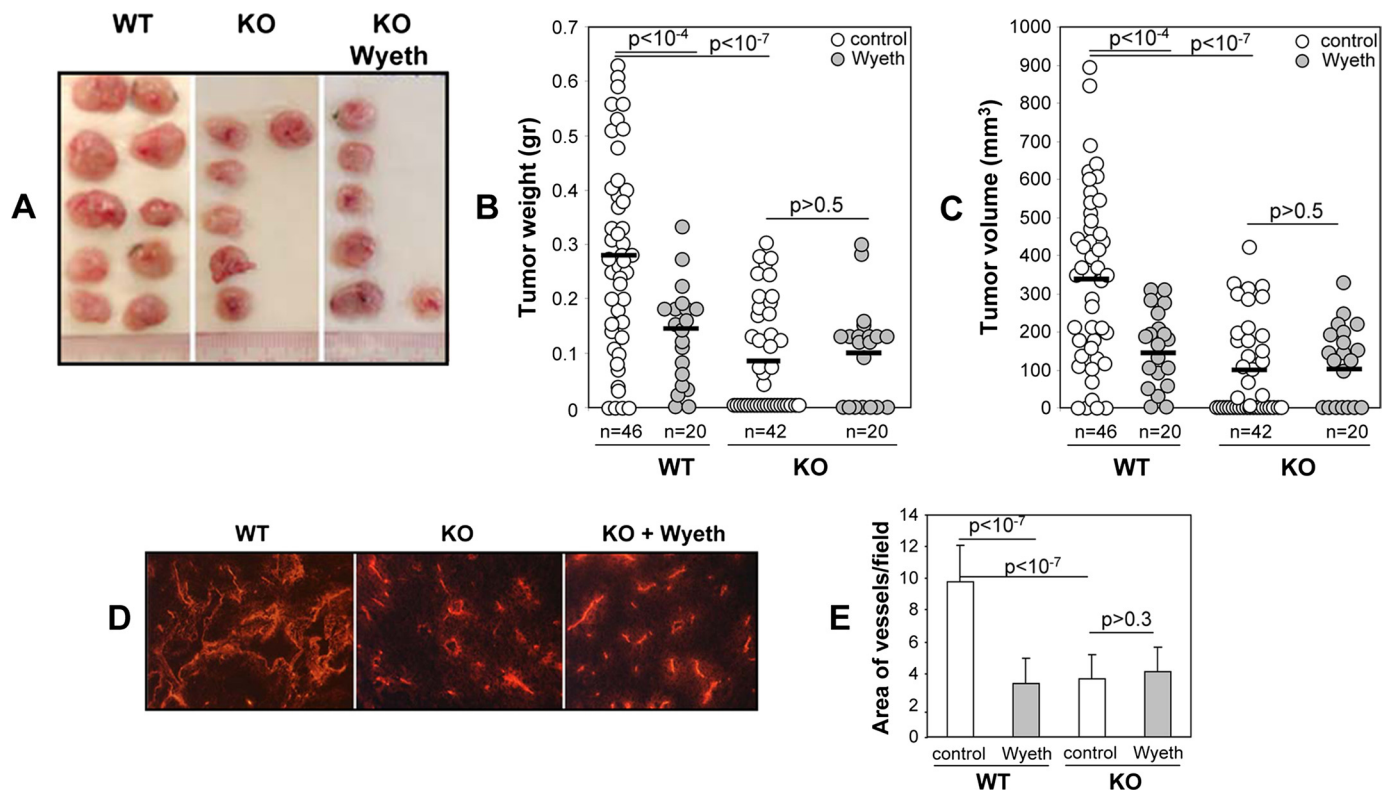 WT
KO
KO
Wyeth
A
B
Tumor weight (gr)
0.7
0.6
0.5
0.4
0.3
0.2
0.1
0
p<10-4
p<10-7
control
Wyeth
p>0.5
n=46
n=20
n=42
n=20
WT
KO
C
Tumor volume (mm³)
1000
900
800
700
600
500
400
300
200
100
0
p<10-4
p<10-7
control
Wyeth
p>0.5
n=46
n=20
n=42
n=20
WT
KO
D
WT
KO
KO + Wyeth
E
Area of vessels/field
14
12
10
8
6
4
2
0
p<10-7
p<10-7
p>0.3
control
Wyeth
control
Wyeth
WT
KO